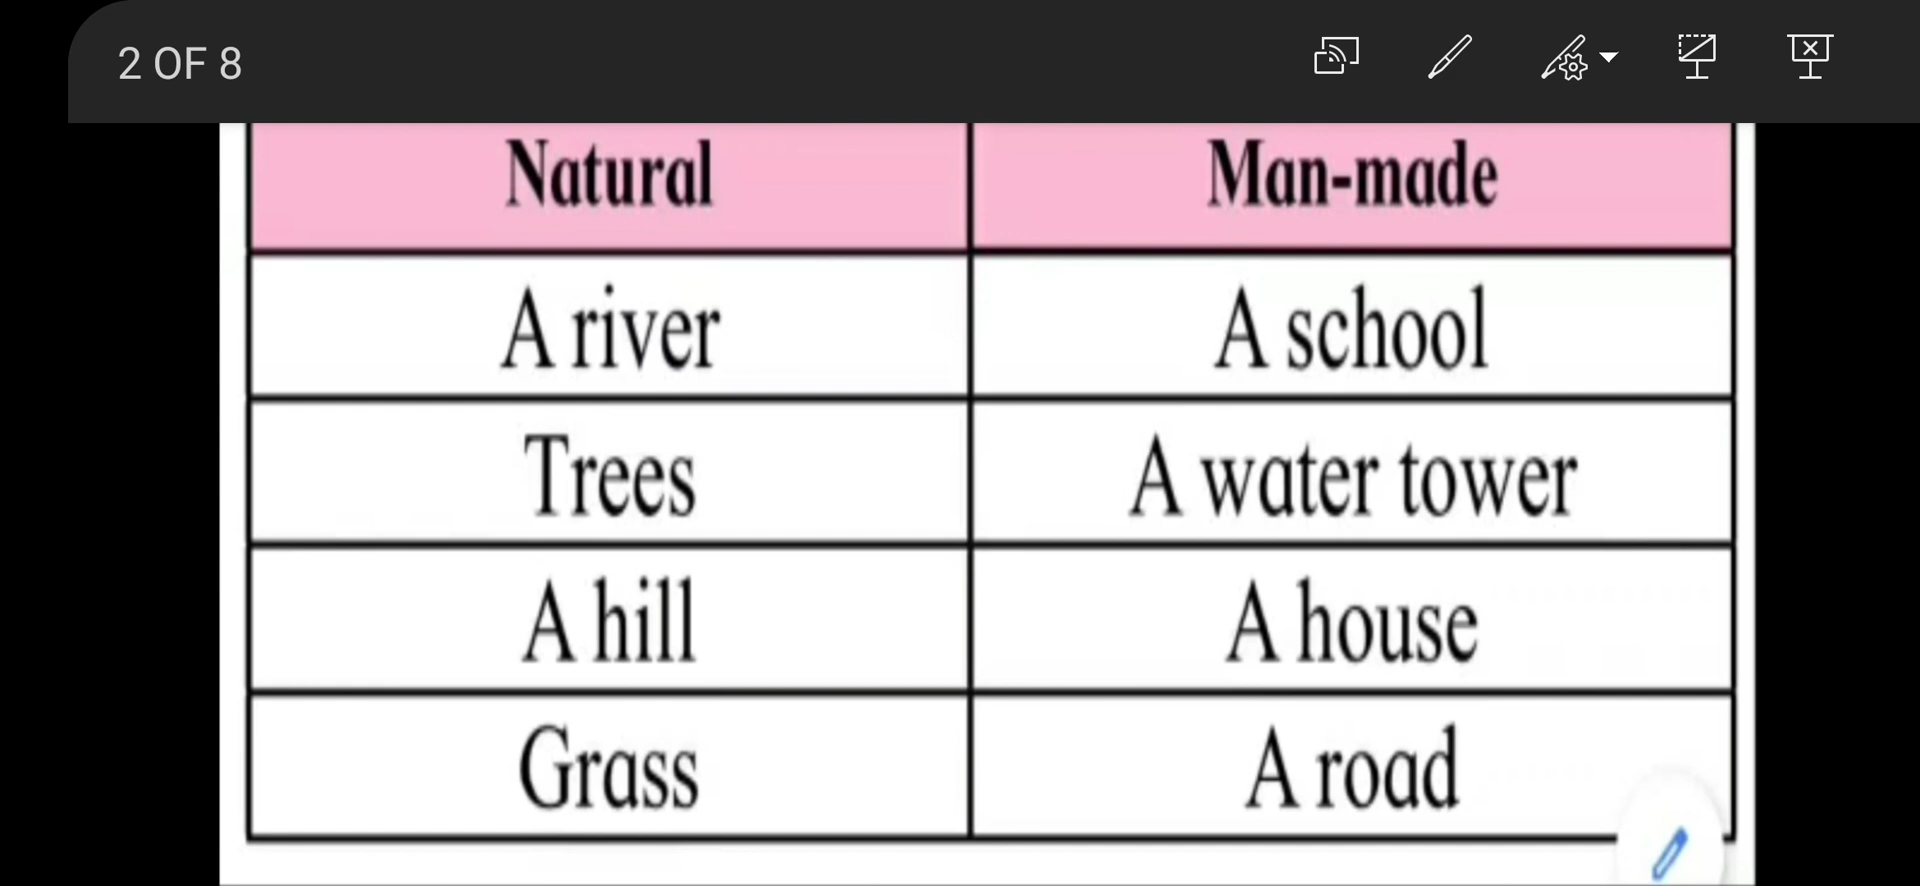 2 OF 8
Natural Man-made
A river A school
Trees A water tower
A hill A house
Grass A road